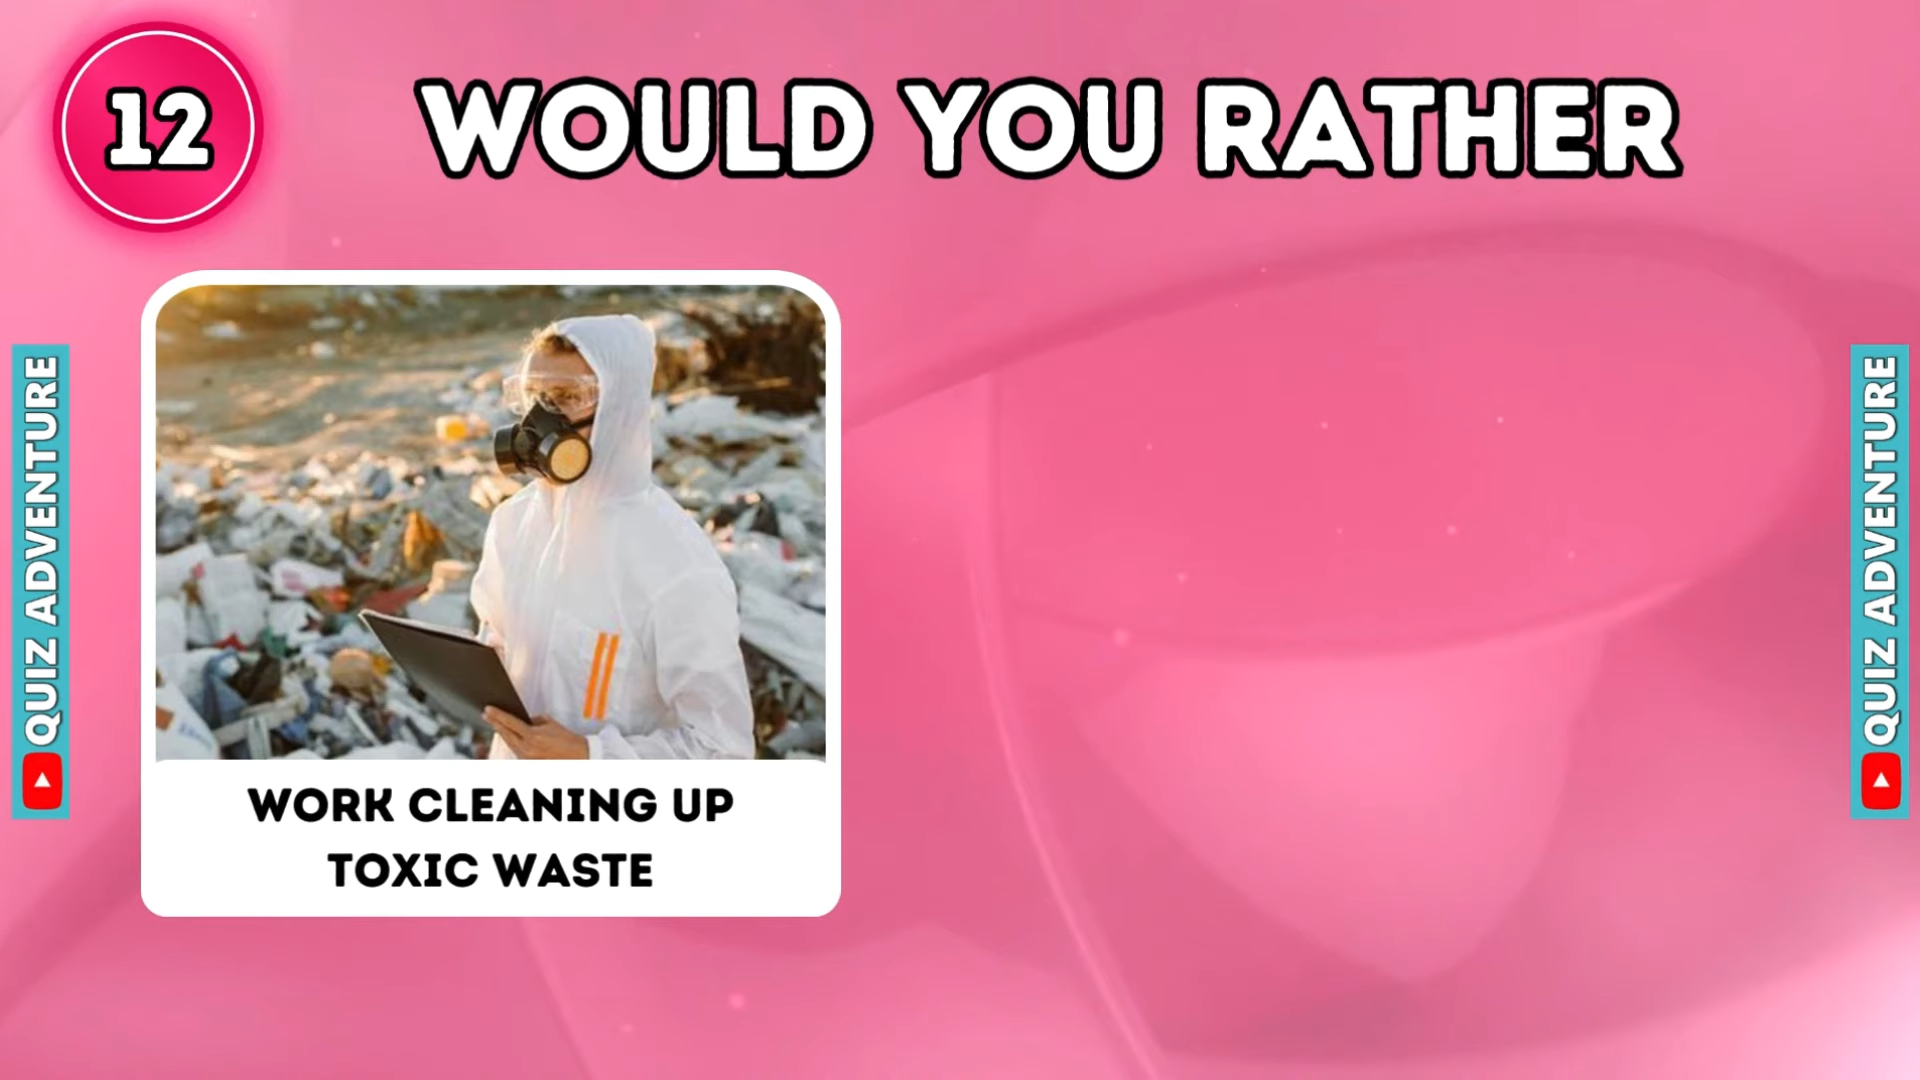 12
WOULD YOU RATHER
WORK CLEANING UP
TOXIC WASTE
QUIZ ADVENTURE
QUIZ ADVENTURE